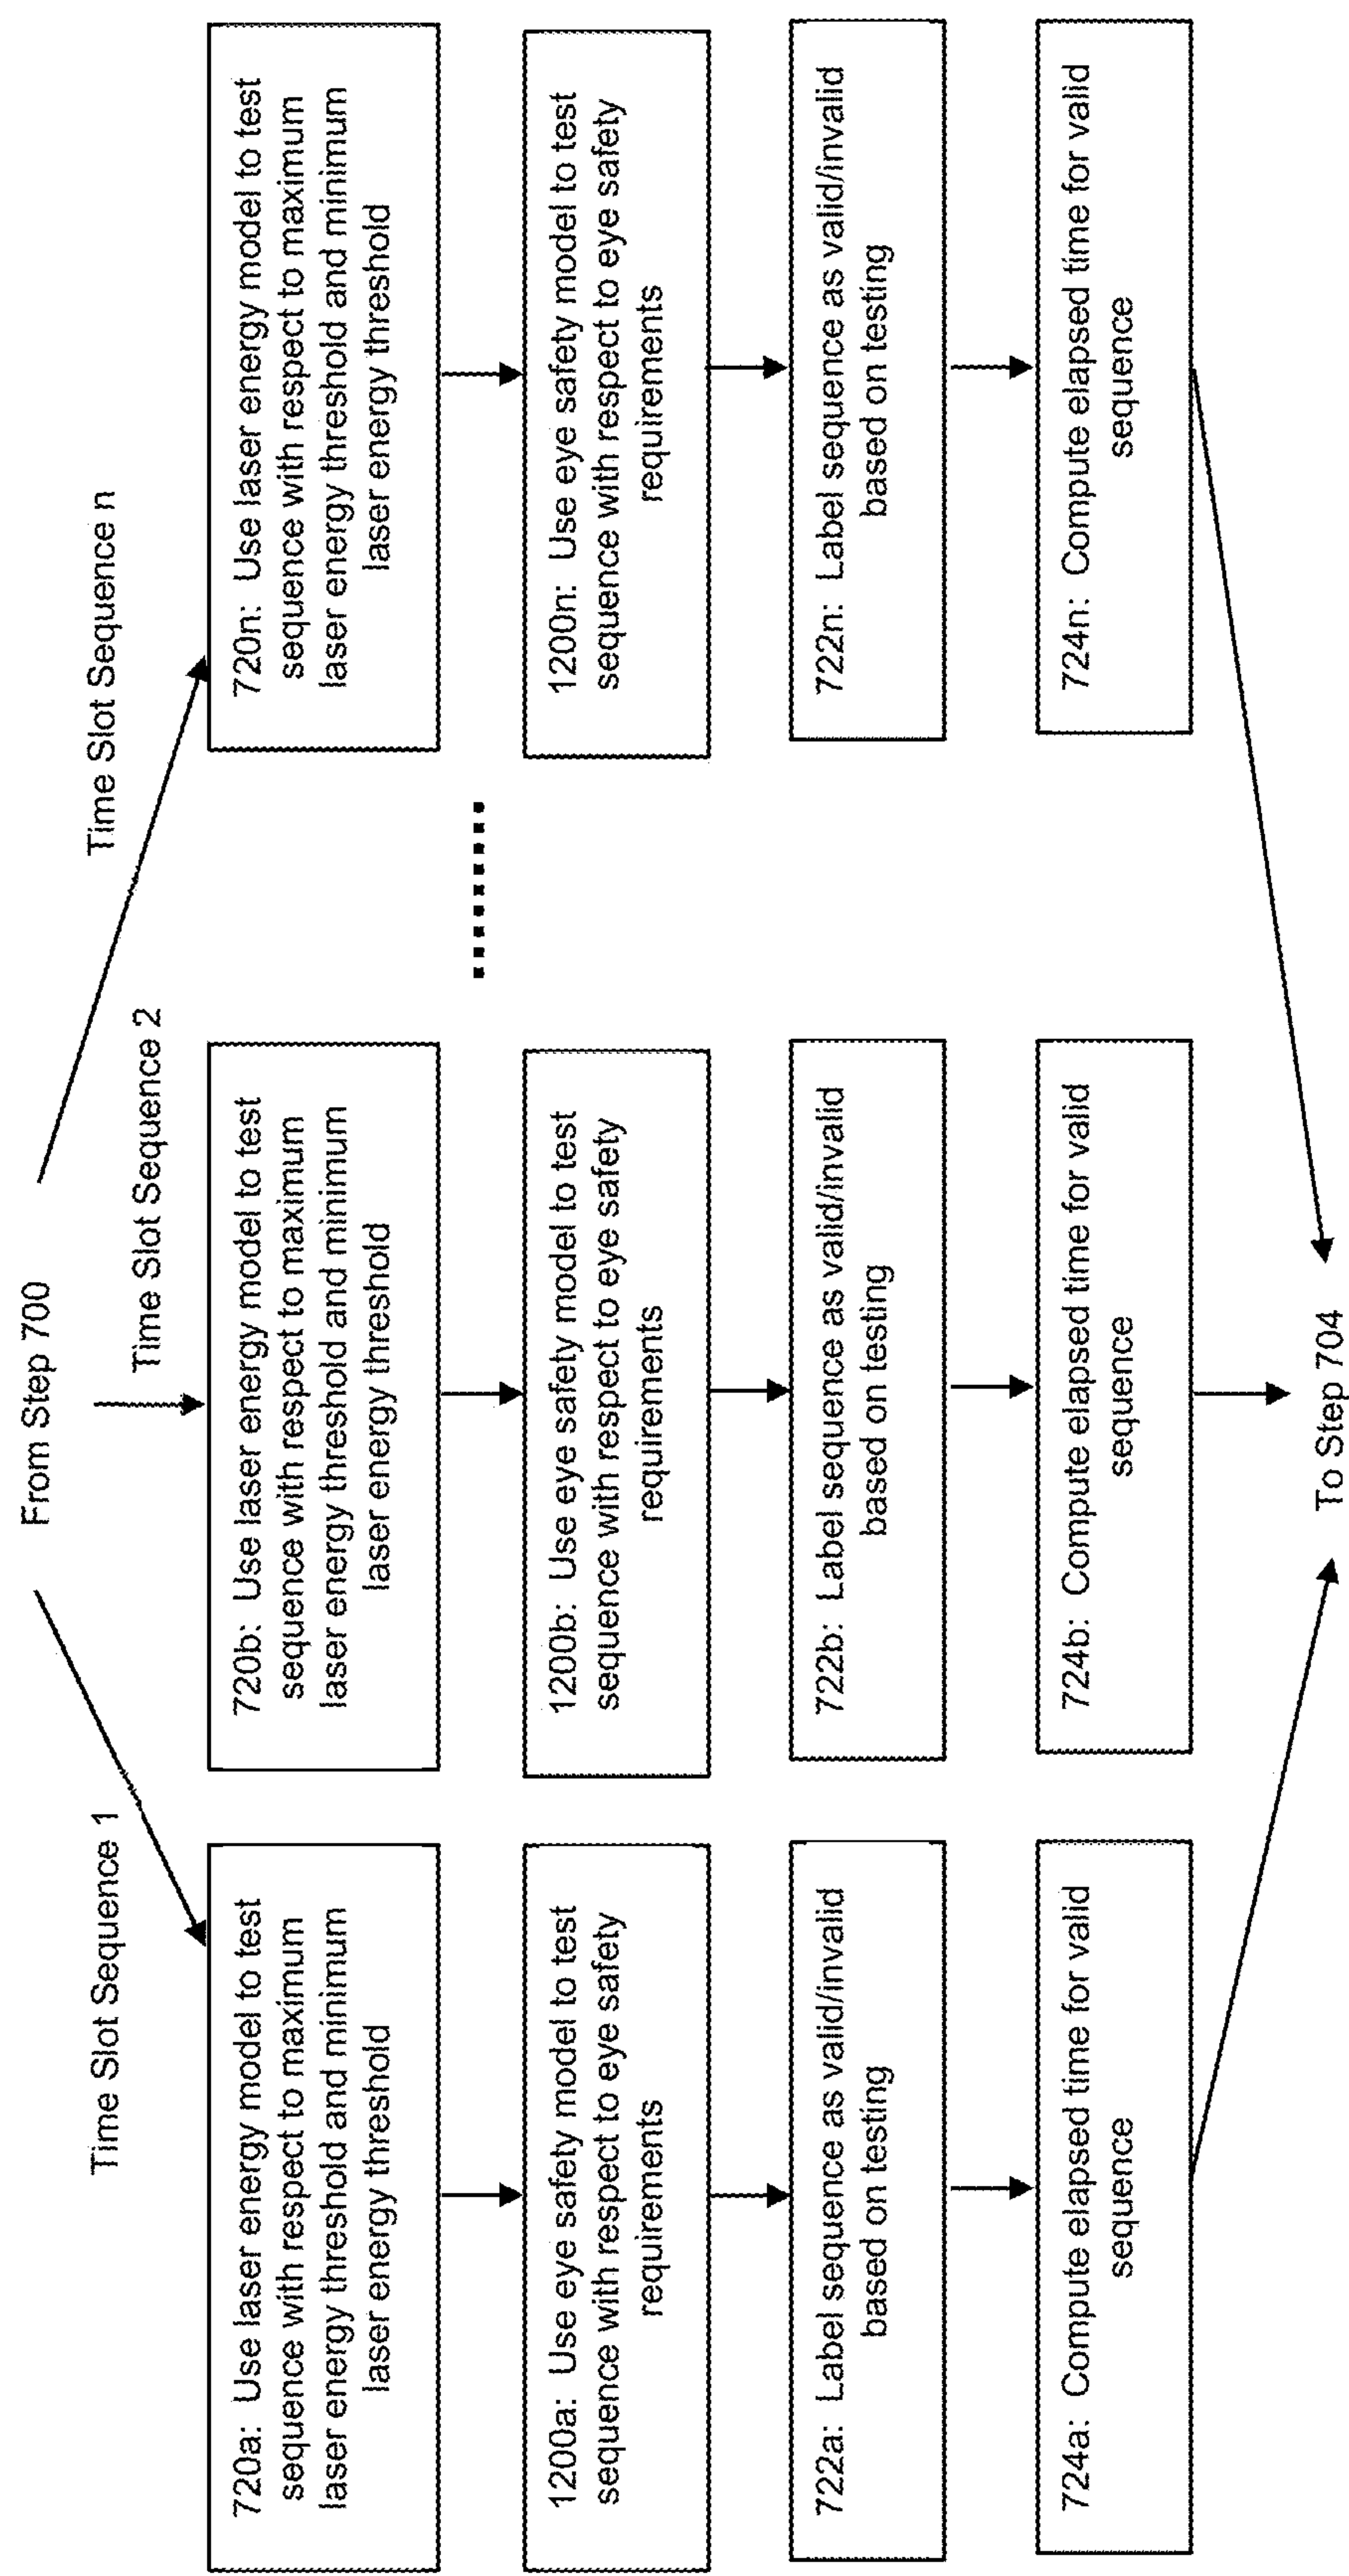 From Step 700
Time Slot Sequence 1
720a: Use laser energy model to test
sequence with respect to maximum
laser energy threshold and minimum
laser energy threshold
1200a: Use eye safety model to test
sequence with respect to eye safety
requirements
722a: Label sequence as valid/invalid
based on testing
724a: Compute elapsed time for valid
sequence
Time Slot Sequence 2
720b: Use laser energy model to test
sequence with respect to maximum
laser energy threshold and minimum
laser energy threshold
1200b: Use eye safety model to test
sequence with respect to eye safety
requirements
722b: Label sequence as valid/invalid
based on testing
724b: Compute elapsed time for valid
sequence
Time Slot Sequence n
720n: Use laser energy model to test
sequence with respect to maximum
laser energy threshold and minimum
laser energy threshold
1200n: Use eye safety model to test
sequence with respect to eye safety
requirements
722n: Label sequence as valid/invalid
based on testing
724n: Compute elapsed time for valid
sequence
To Step 704